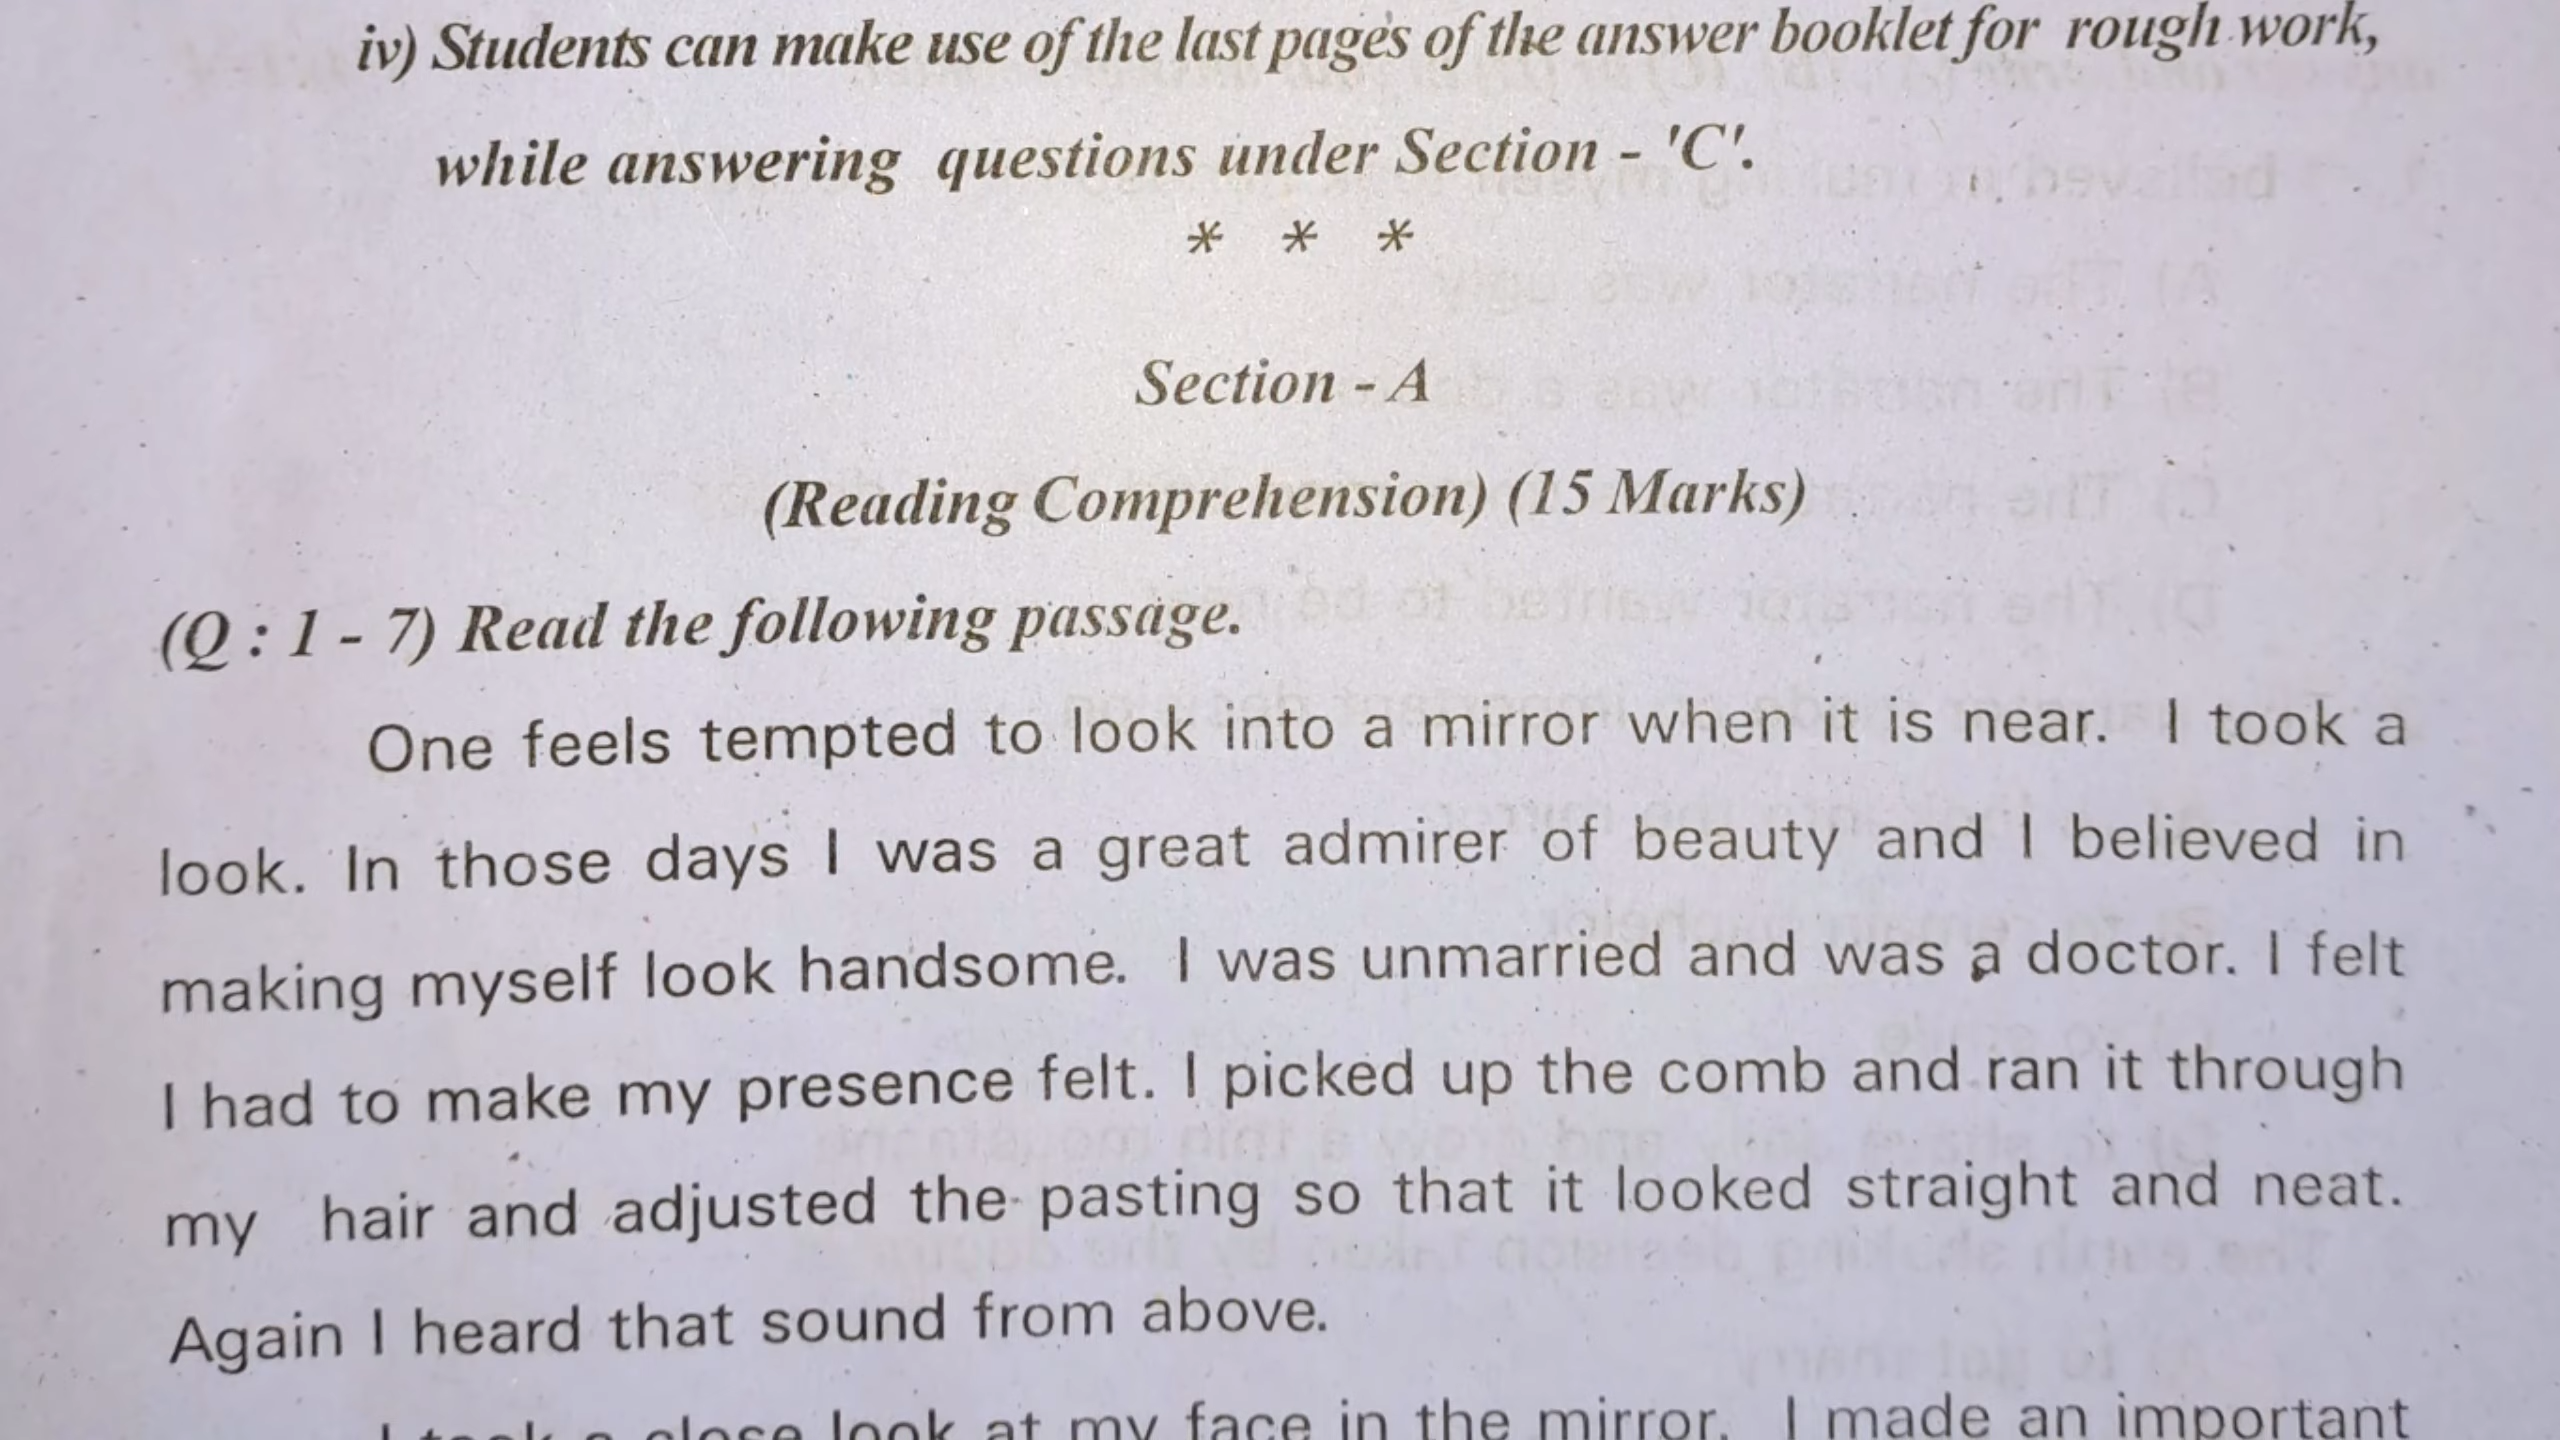 iv) Students can make use of the last pages of the answer booklet for rough work,
while answering questions under Section - 'C'.
* * *
Section - A
(Reading Comprehension) (15 Marks)
(Q : 1 - 7) Read the following passage.
One feels tempted to look into a mirror when it is near. I took a
look. In those days I was a great admirer of beauty and I believed in
making myself look handsome. I was unmarried and was a doctor. I felt
I had to make my presence felt. I picked up the comb and ran it through
my hair and adjusted the pasting so that it looked straight and neat.
Again I heard that sound from above.
I took a close look at my face in the mirror. I made an important